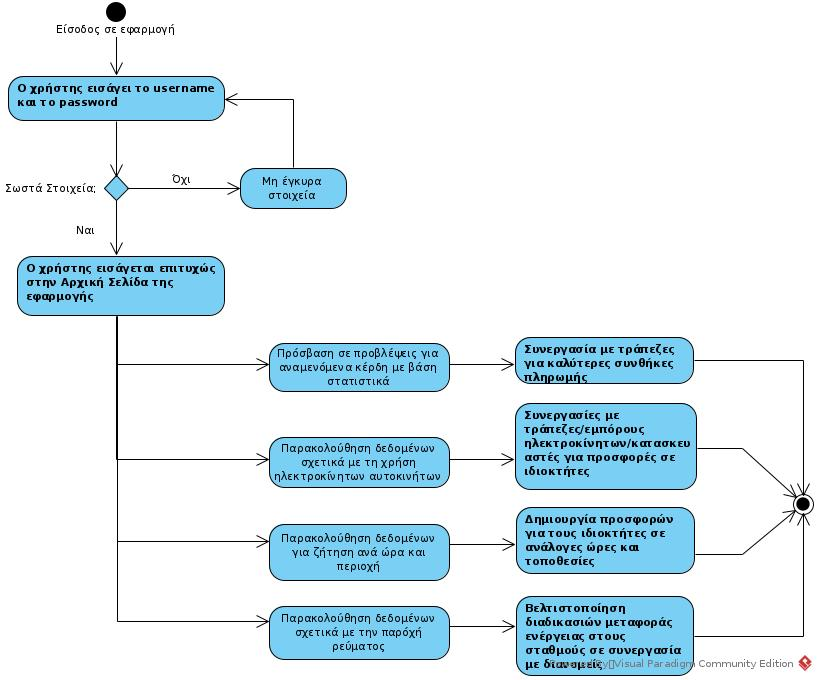 Είσοδος σε εφαρμογή
Ο χρήστης εισάγει το username
και το password
Σωστά Στοιχεία;
Όχι
Μη έγκυρα
στοιχεία
Ναι
Ο χρήστης εισάγεται επιτυχώς
στην Αρχική Σελίδα της
εφαρμογής
Πρόσβαση σε προβλέψεις για
αναμενόμενα κέρδη με βάση
στατιστικά
Συνεργασία με τράπεζες
για καλύτερες συνθήκες
πληρωμής
Παρακολούθηση δεδομένων
σχετικά με τη χρήση
ηλεκτροκίνητων αυτοκινήτων
Συνεργασίες με
τράπεζες/εμπόρους
ηλεκτροκίνητων/κατασκευ
αστές για προσφορές σε
ιδιοκτήτες
Παρακολούθηση δεδομένων
για ζήτηση ανά ώρα και
περιοχή
Δημιουργία προσφορών
για τους ιδιοκτήτες σε
ανάλογες ώρες και
τοποθεσίες
Παρακολούθηση δεδομένων
σχετικά με την παρόχή
ρεύματος
Βελτιστοποίηση
διαδικασιών μεταφοράς
ενέργειας στους
σταθμούς σε συνεργασία
με διανομείς
Powered By Visual Paradigm Community Edition